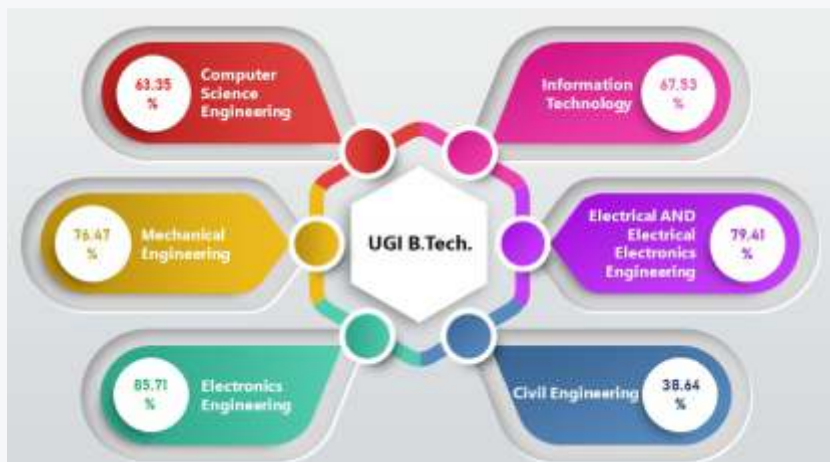 63.35
%
Computer
Science
Engineering
Information
Technology
67.53
%
76.47
%
Mechanical
Engineering
UGI B.Tech.
Electrical AND
Electrical
Electronics
Engineering
79.41
%
85.71
%
Electronics
Engineering
Civil Engineering
38.64
%